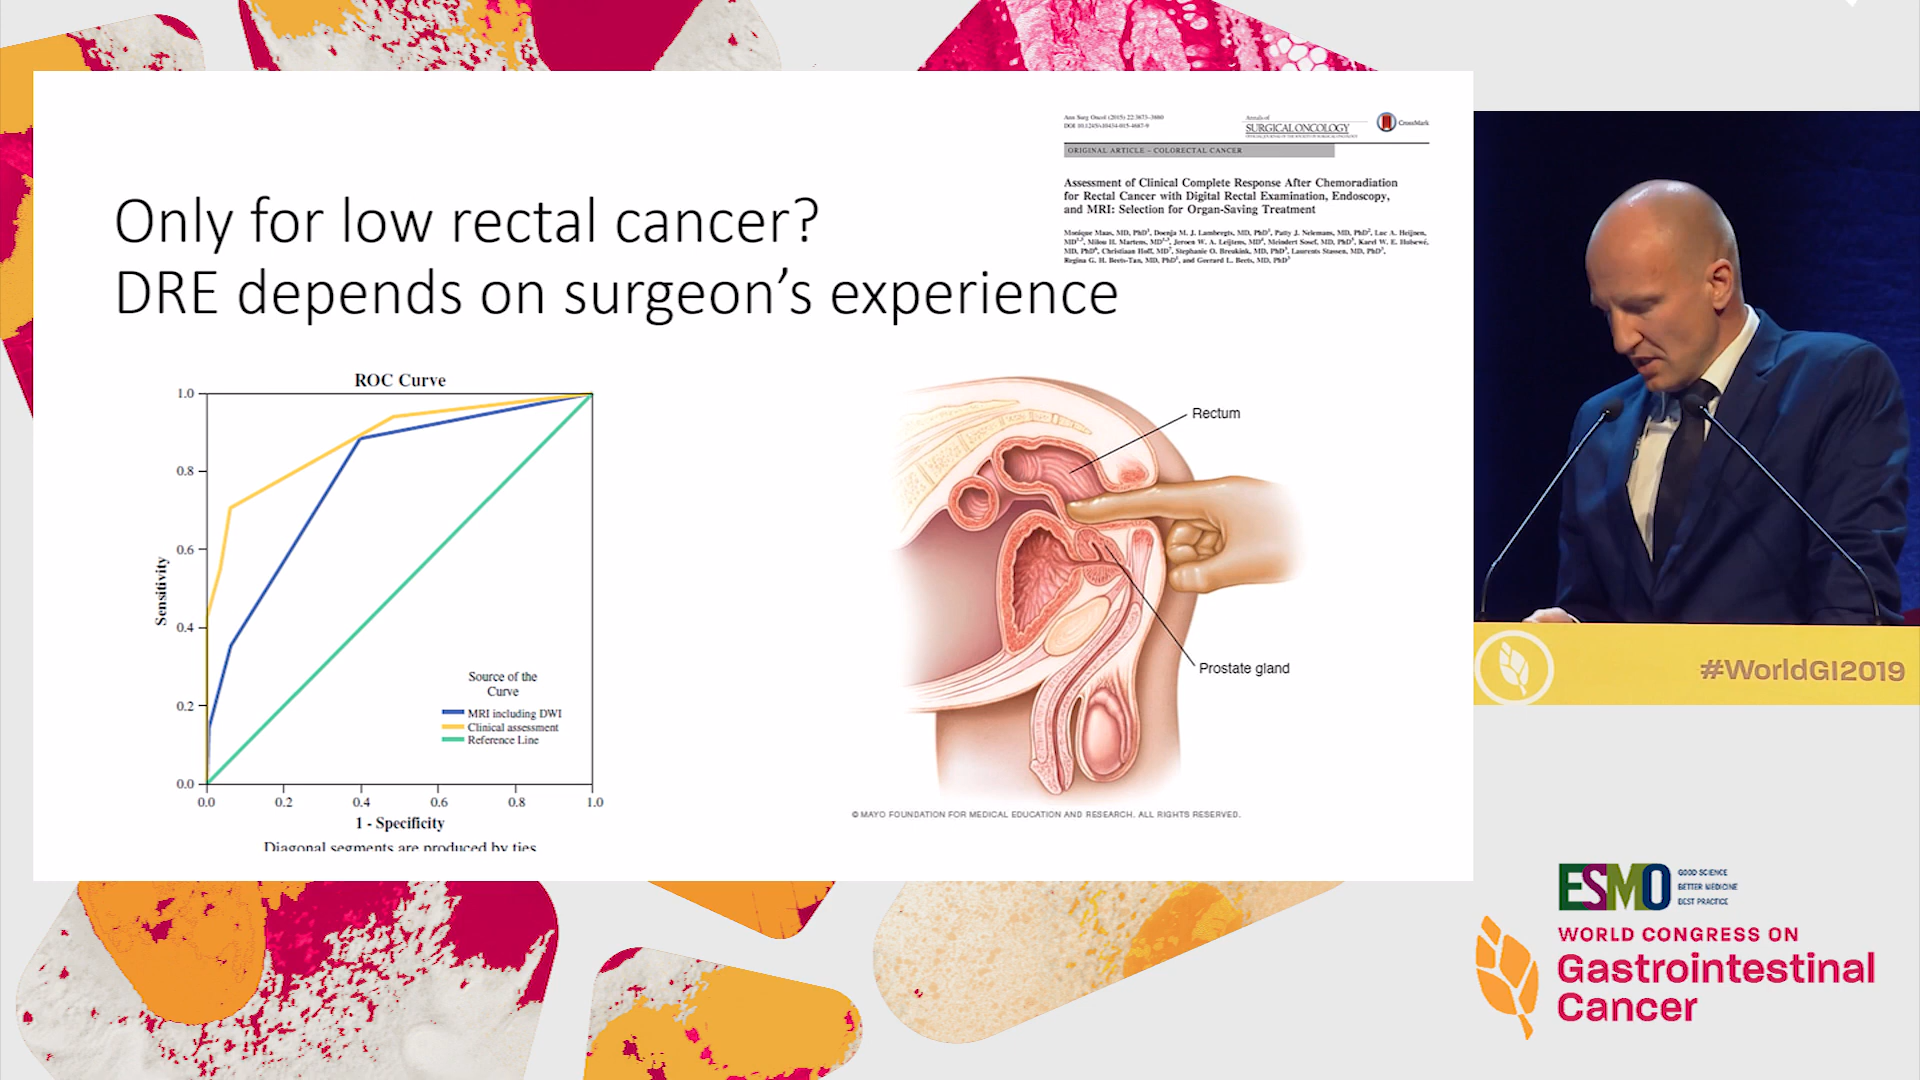 Ann Surg Oncol (2015) 22:3873–3880
DOI 10.1245/s10434-015-4687-9
Annals of
SURGICAL ONCOLOGY
CrossMark
ORIGINAL ARTICLE – COLORECTAL CANCER
Assessment of Clinical Complete Response After Chemoradiation
for Rectal Cancer with Digital Rectal Examination, Endoscopy,
and MRI: Selection for Organ-Saving Treatment
Monique Maas, MD, PhD, Doenja M. J. Lambregts, MD, PhD, Patty J. Nelemans, MD, PhD, Luc A. Heijnen,
MD, Milou H. Martens, MD, Jeroen W. A. Leijtens, MD, Meindert Sosef, MD, PhD, Karel W. E. Hulsewé,
MD, PhD, Christiaan Hoff, MD, Stephanie O. Breukink, MD, PhD, Laurents Stassen, MD, PhD,
Regina G. H. Beets-Tan, MD, PhD, and Geerard L. Beets, MD, PhD
Only for low rectal cancer?
DRE depends on surgeon’s experience
ROC Curve
1.0
0.8
0.6
0.4
0.2
0.0
Sensitivity
Source of the
Curve
MRI including DWI
Clinical assessment
Reference Line
0.0 0.2 0.4 0.6 0.8 1.0
1 - Specificity
Diagonal segments are produced by ties
Rectum
Prostate gland
© MAYO FOUNDATION FOR MEDICAL EDUCATION AND RESEARCH. ALL RIGHTS RESERVED.
#WorldGI2019
ESMO
GOOD SCIENCE
BETTER MEDICINE
BEST PRACTICE
WORLD CONGRESS ON
Gastrointestinal
Cancer